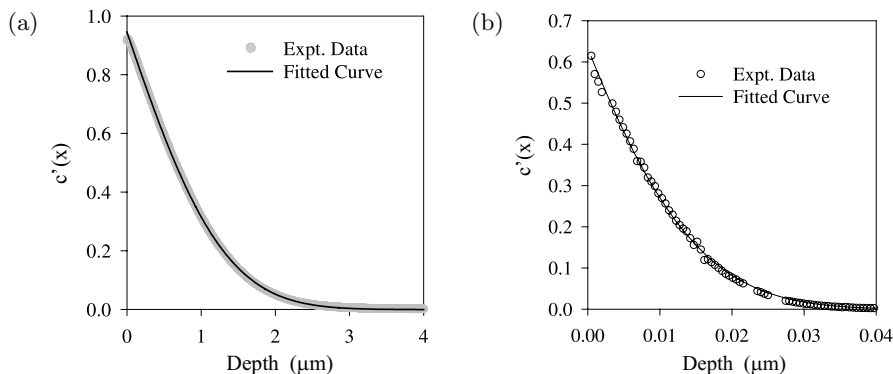 (a)
1.0
0.8
0.6
0.4
0.2
0.0
c'(x)
Expt. Data
Fitted Curve
0 1 2 3 4
Depth (μm)
(b)
0.7
0.6
0.5
0.4
0.3
0.2
0.1
0.0
c'(x)
Expt. Data
Fitted Curve
0.00 0.01 0.02 0.03 0.04
Depth (μm)